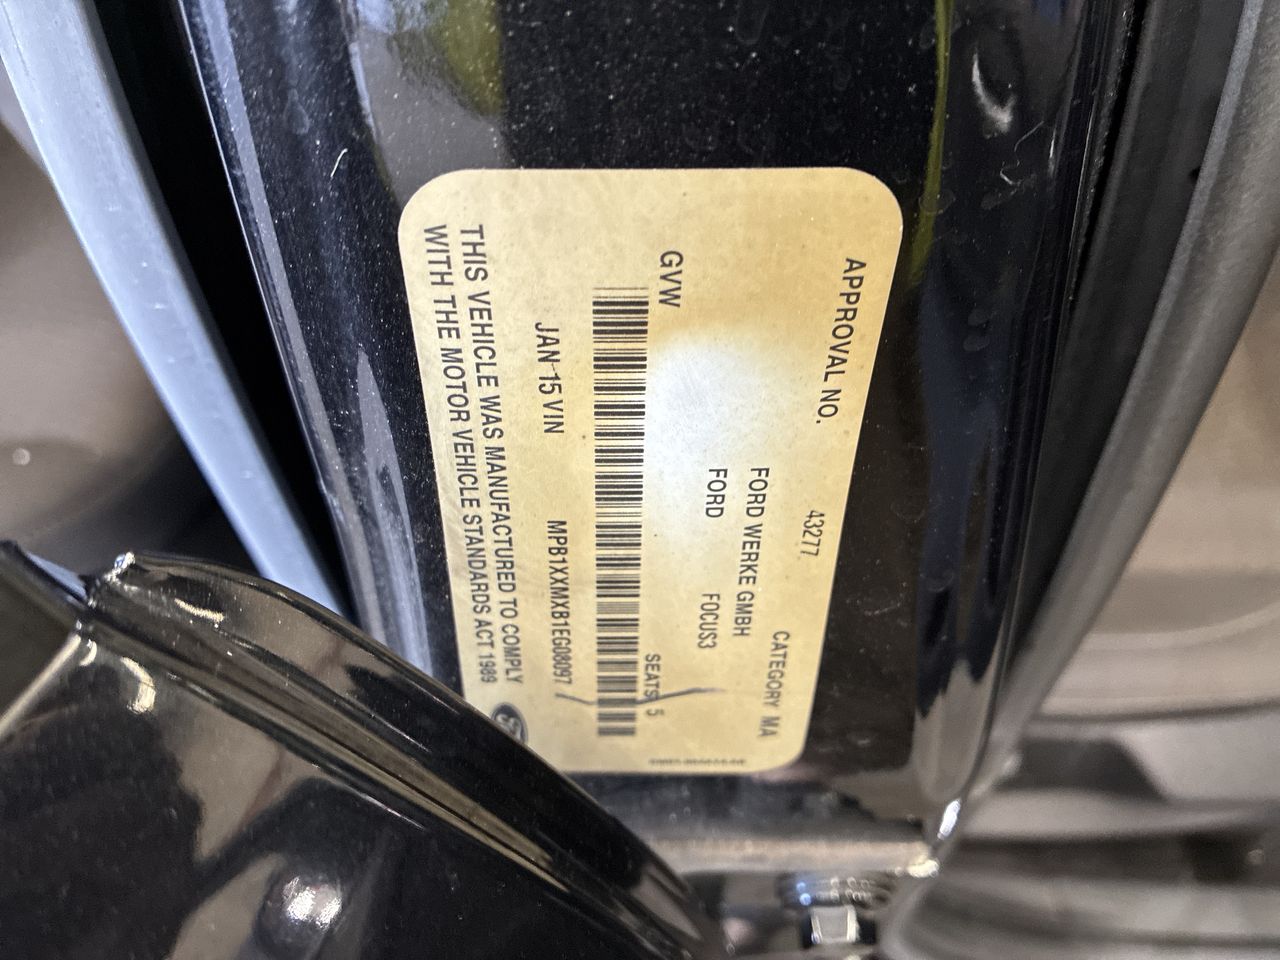 APPROVAL NO. 43277. CATEGORY MA
FORD WERKE GMBH
FORD FOCUS3
GVW SEATS 5
JAN 15 VIN MPB1XXMXB1EG08097
THIS VEHICLE WAS MANUFACTURED TO COMPLY
WITH THE MOTOR VEHICLE STANDARDS ACT 1989